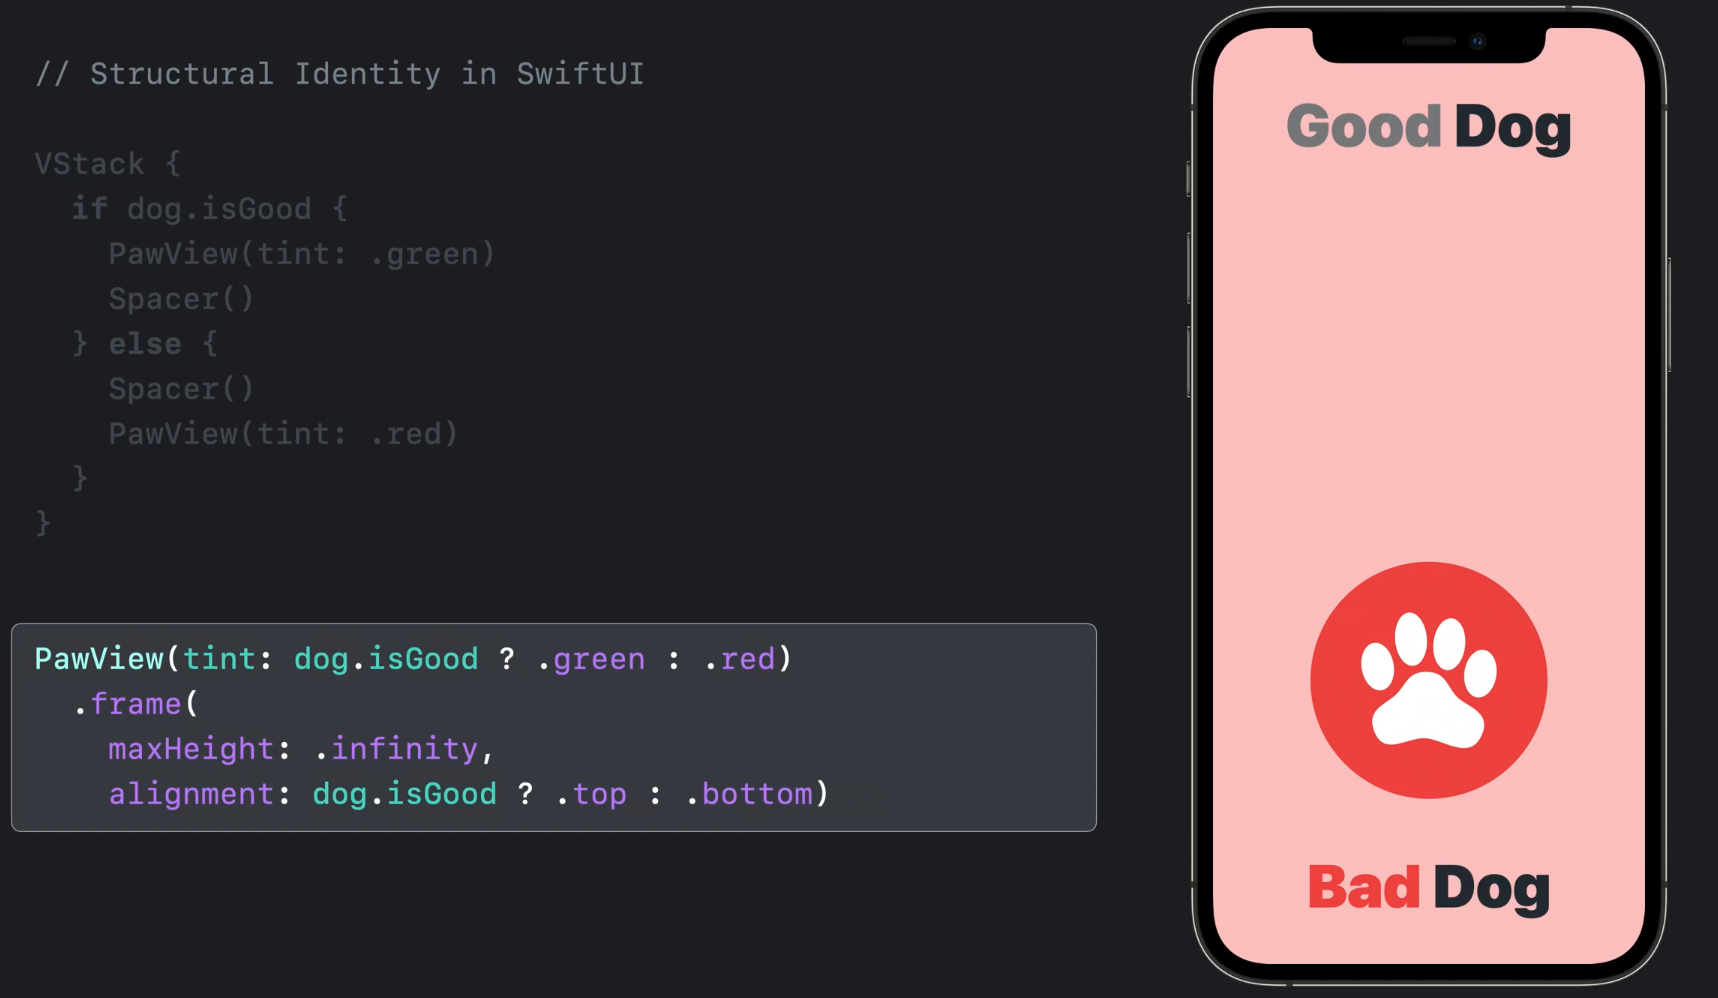 // Structural Identity in SwiftUI
VStack {
  if dog.isGood {
    PawView(tint: .green)
    Spacer()
  } else {
    Spacer()
    PawView(tint: .red)
  }
}
PawView(tint: dog.isGood ? .green : .red)
  .frame(
    maxHeight: .infinity,
    alignment: dog.isGood ? .top : .bottom)
Good Dog
Bad Dog